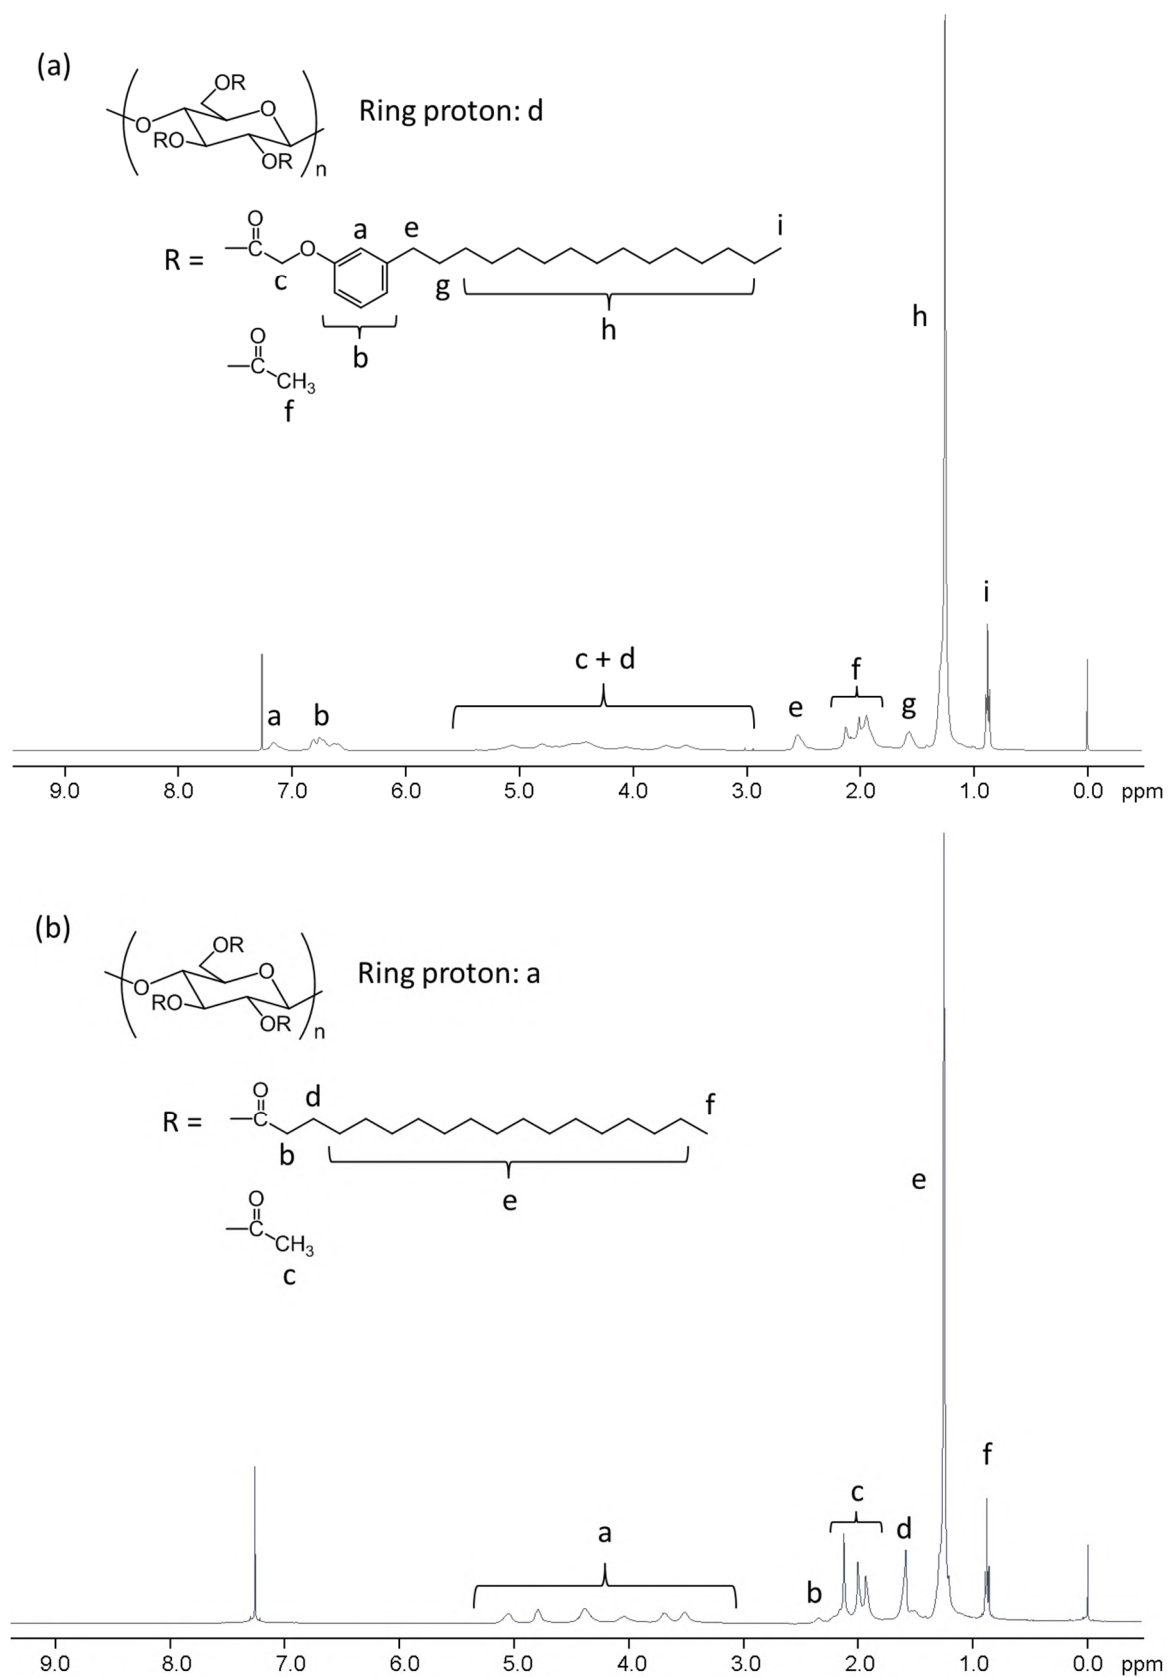 (a)
OR
O
O
RO
OR
n
Ring proton: d
R =
O
C
O
c
a
e
g
h
i
b
O
C
CH3
f
h
i
c + d
f
a
b
e
g
9.0 8.0 7.0 6.0 5.0 4.0 3.0 2.0 1.0 0.0 ppm
(b)
OR
O
O
RO
OR
n
Ring proton: a
R =
O
C
d
f
b
e
O
C
CH3
c
e
f
c
a
d
b
9.0 8.0 7.0 6.0 5.0 4.0 3.0 2.0 1.0 0.0 ppm